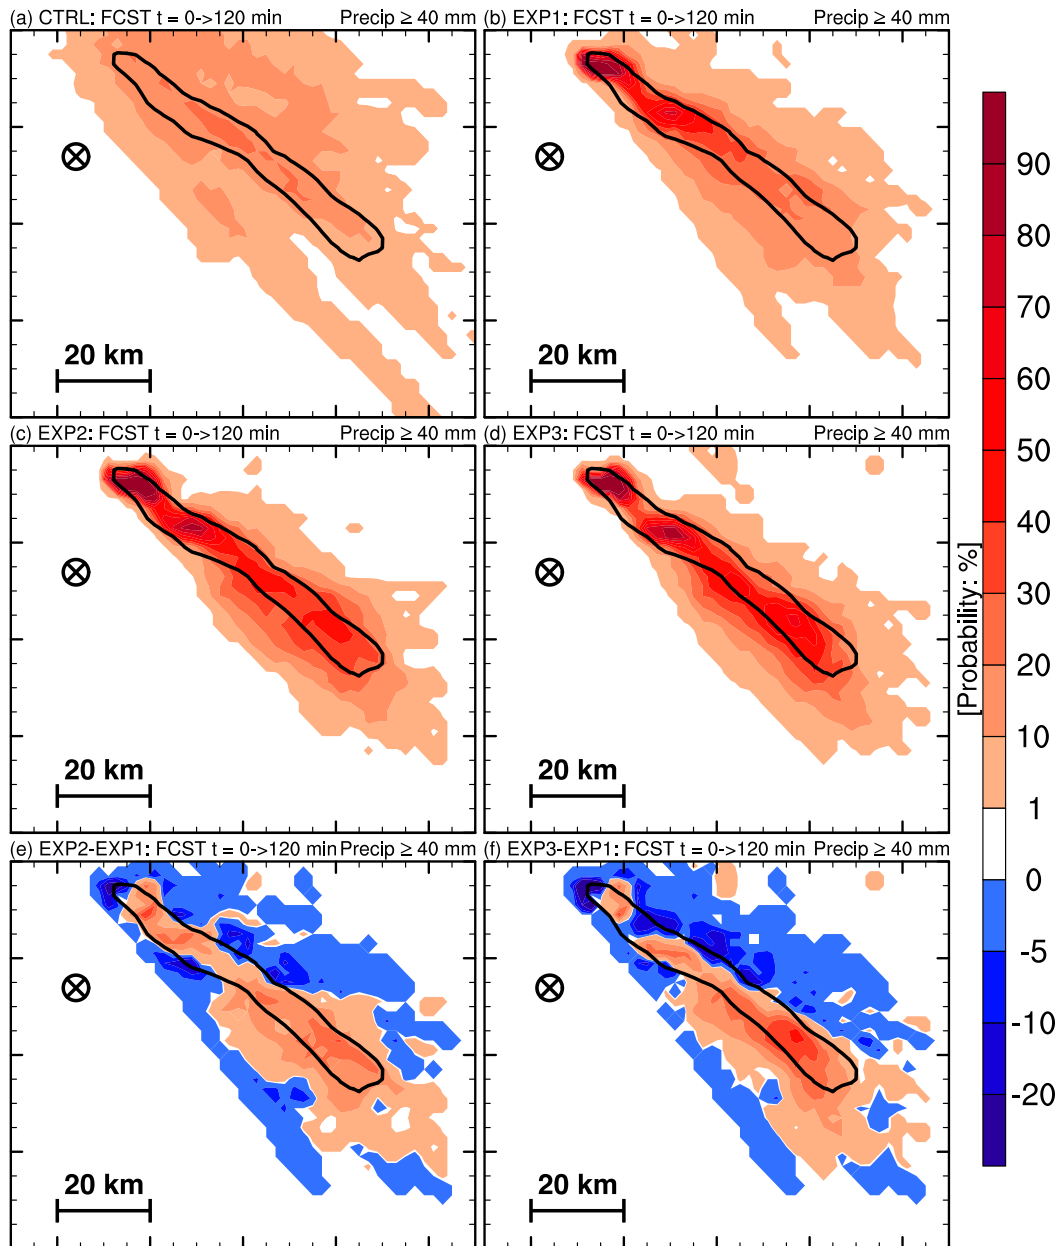 (a) CTRL: FCST t = 0->120 min Precip ≥ 40 mm
(b) EXP1: FCST t = 0->120 min Precip ≥ 40 mm
20 km
20 km
(c) EXP2: FCST t = 0->120 min Precip ≥ 40 mm
(d) EXP3: FCST t = 0->120 min Precip ≥ 40 mm
20 km
20 km
(e) EXP2-EXP1: FCST t = 0->120 min Precip ≥ 40 mm
(f) EXP3-EXP1: FCST t = 0->120 min Precip ≥ 40 mm
20 km
20 km
[Probability: %]
90
80
70
60
50
40
30
20
10
1
0
-5
-10
-20